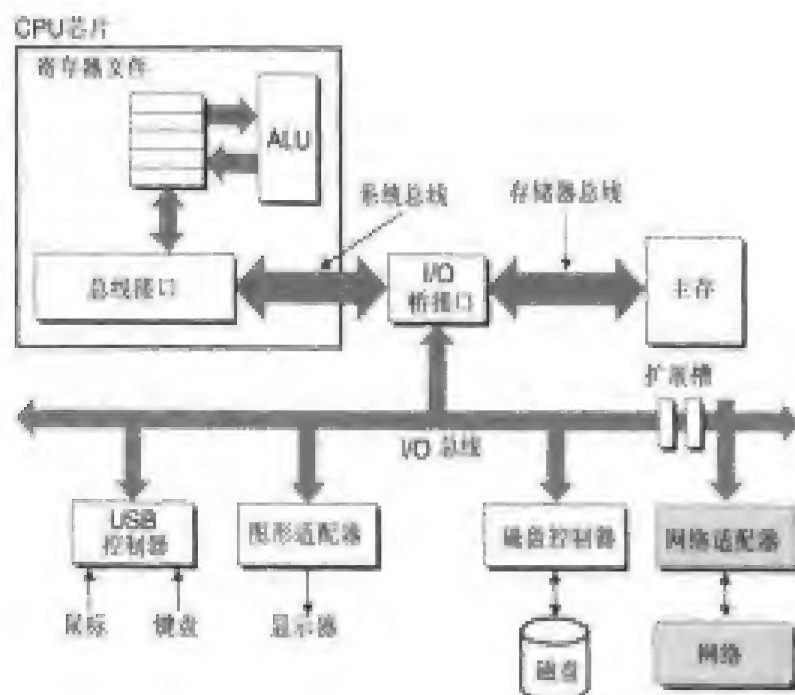 CPU芯片
寄存器文件
ALU
系统总线
存储器总线
总线接口
I/O
桥接口
主存
扩展槽
I/O 总线
USB
控制器
图形适配器
磁盘控制器
网络适配器
鼠标
键盘
显示器
磁盘
网络